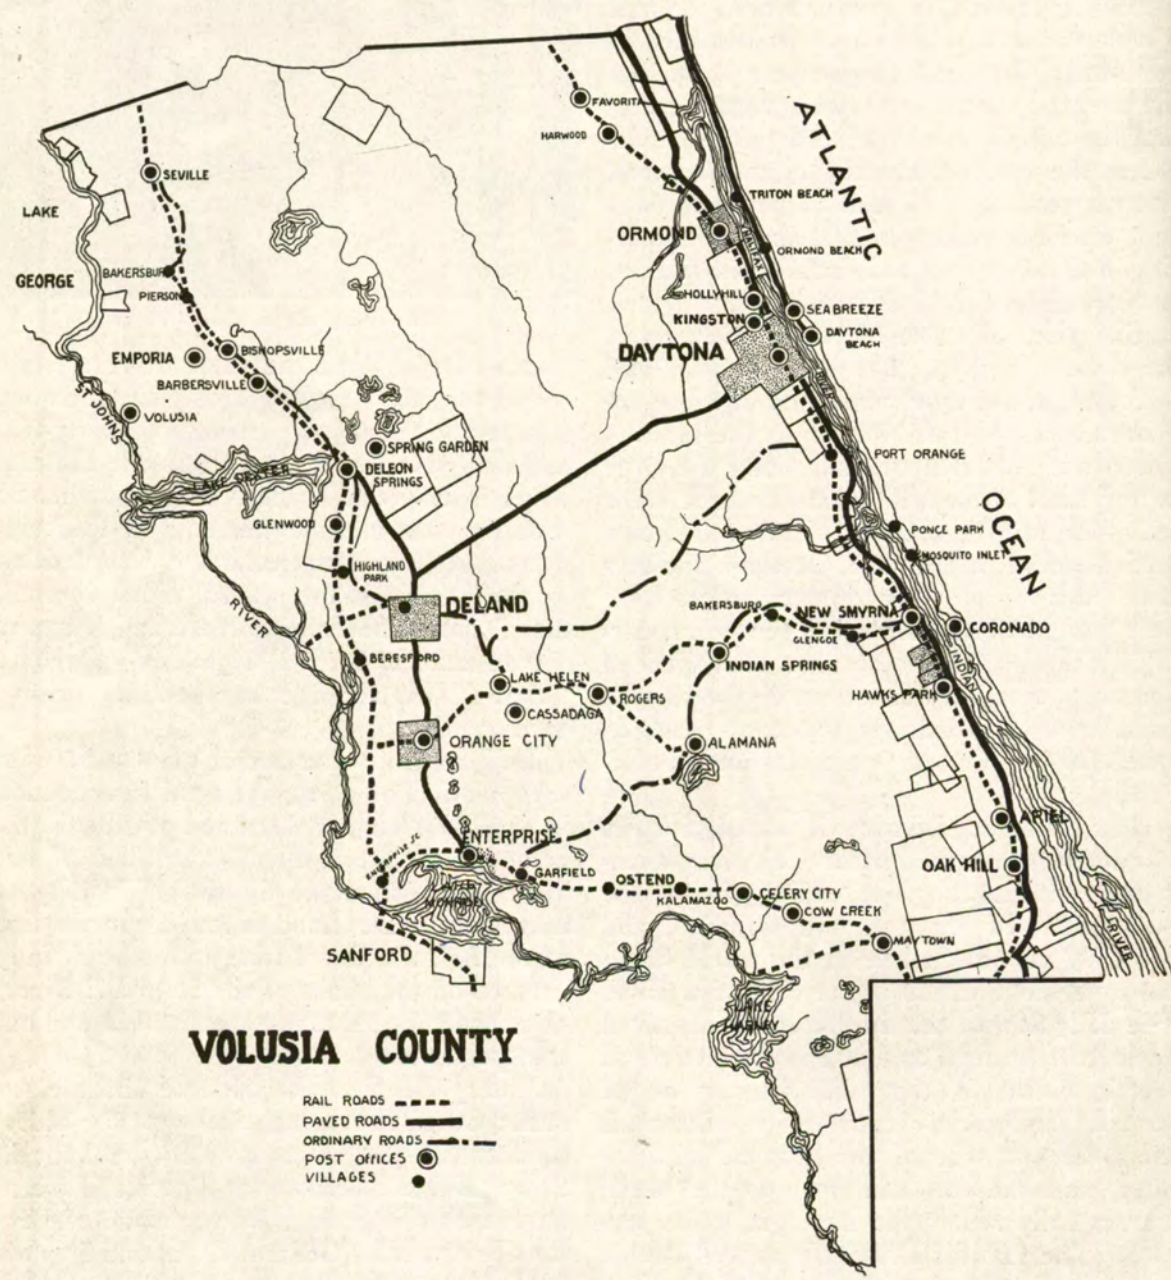 FAVORITA
HARWOOD
ATLANTIC
SEVILLE
TRITON BEACH
LAKE
GEORGE
ORMOND
HALIFAX
ORMOND BEACH
BAKERSBURG
PIERSON
HOLLY HILL
KINGSTON
SEA BREEZE
DAYTONA
BEACH
DAYTONA
EMPORIA
BISHOPSVILLE
BARBERSVILLE
RIVER
ST JOHNS
VOLUSIA
SPRING GARDEN
PORT ORANGE
DELEON
SPRINGS
LAKE DEXTER
GLENWOOD
OCEAN
PONCE PARK
MOSQUITO INLET
HIGHLAND
PARK
RIVER
DELAND
BAKERSBURG
NEW SMYRNA
GLENCOE
CORONADO
BERESFORD
INDIAN SPRINGS
INDIAN
LAKE HELEN
ROGERS
HAWKS PARK
CASSADAGA
ORANGE CITY
ALAMANA
ARIEL
ENTERPRISE
ENTERPRISE JC
OAK HILL
GARFIELD
OSTEND
KALAMAZOO
LAKE
MONROE
CELERY CITY
COW CREEK
MAYTOWN
RIVER
SANFORD
LAKE
HARNEY
VOLUSIA COUNTY
RAIL ROADS
PAVED ROADS
ORDINARY ROADS
POST OFFICES
VILLAGES